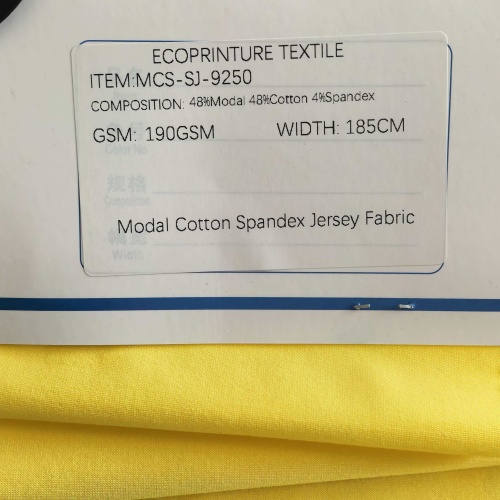 ECOPRINTURE TEXTILE
ITEM:MCS-SJ-9250
COMPOSITION: 48%Modal 48%Cotton 4%Spandex
GSM: 190GSM WIDTH: 185CM
规格
Modal Cotton Spandex Jersey Fabric
Width